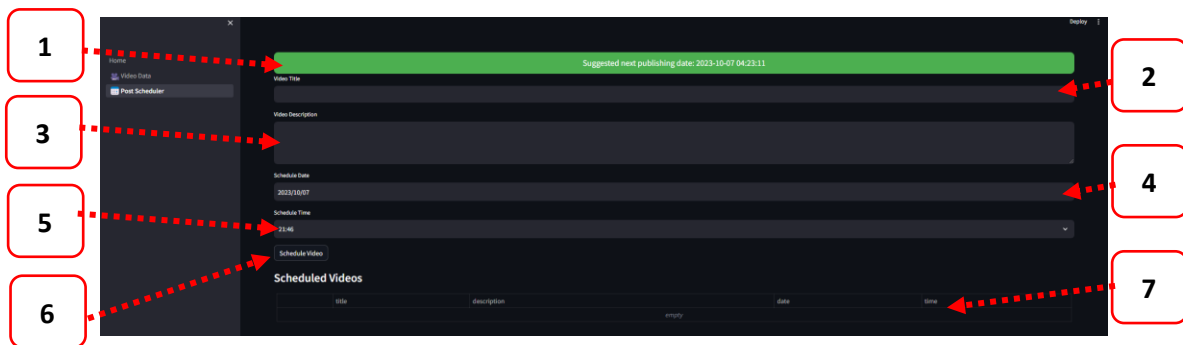 Deploy
1
Home
Video Data
Post Scheduler
Suggested next publishing date: 2023-10-07 04:23:11
Video Title
2
Video Description
3
Schedule Date
2023/10/07
4
Schedule Time
21:46
5
Schedule Video
6
Scheduled Videos
title description date time
empty
7